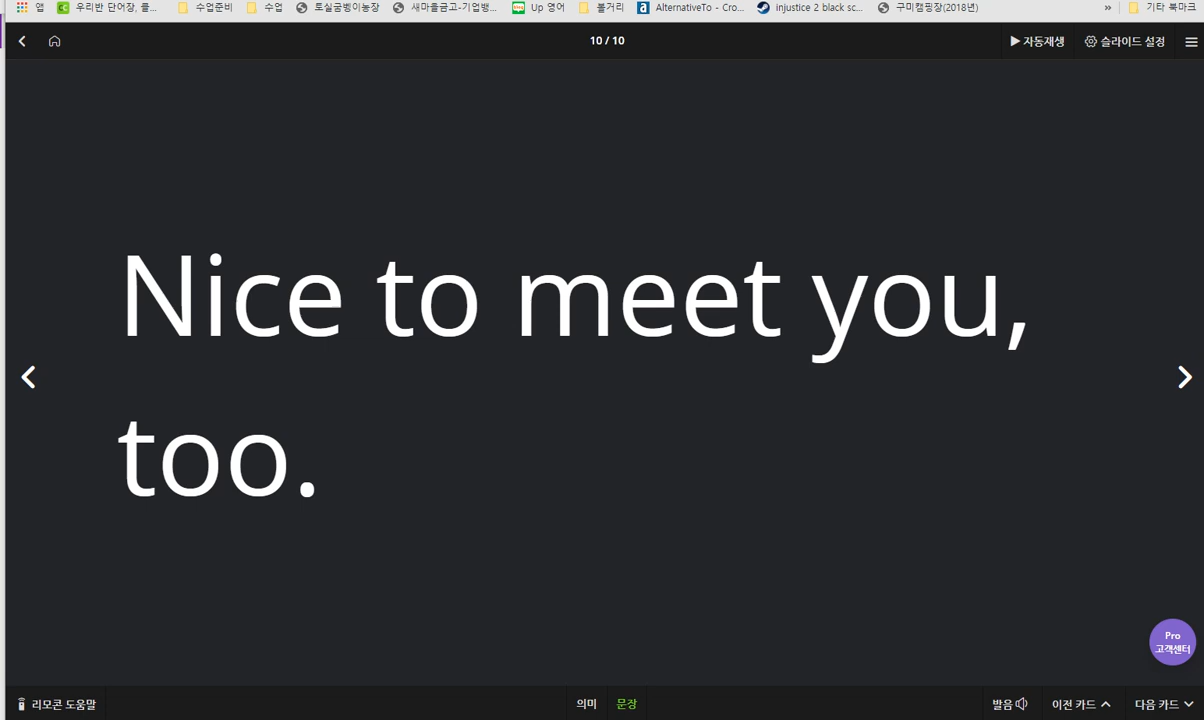 앱 우리반 단어장, 클... 수업준비 수업 토실굼벵이농장 새마을금고-기업뱅... Up 영어 볼거리 AlternativeTo - Cro... injustice 2 black sc... 구미캠핑장(2018년) » 기타 북마크
10 / 10 자동재생 슬라이드 설정
Nice to meet you,
too.
Pro
고객센터
리모콘 도움말 의미 문장 발음 이전 카드 다음 카드